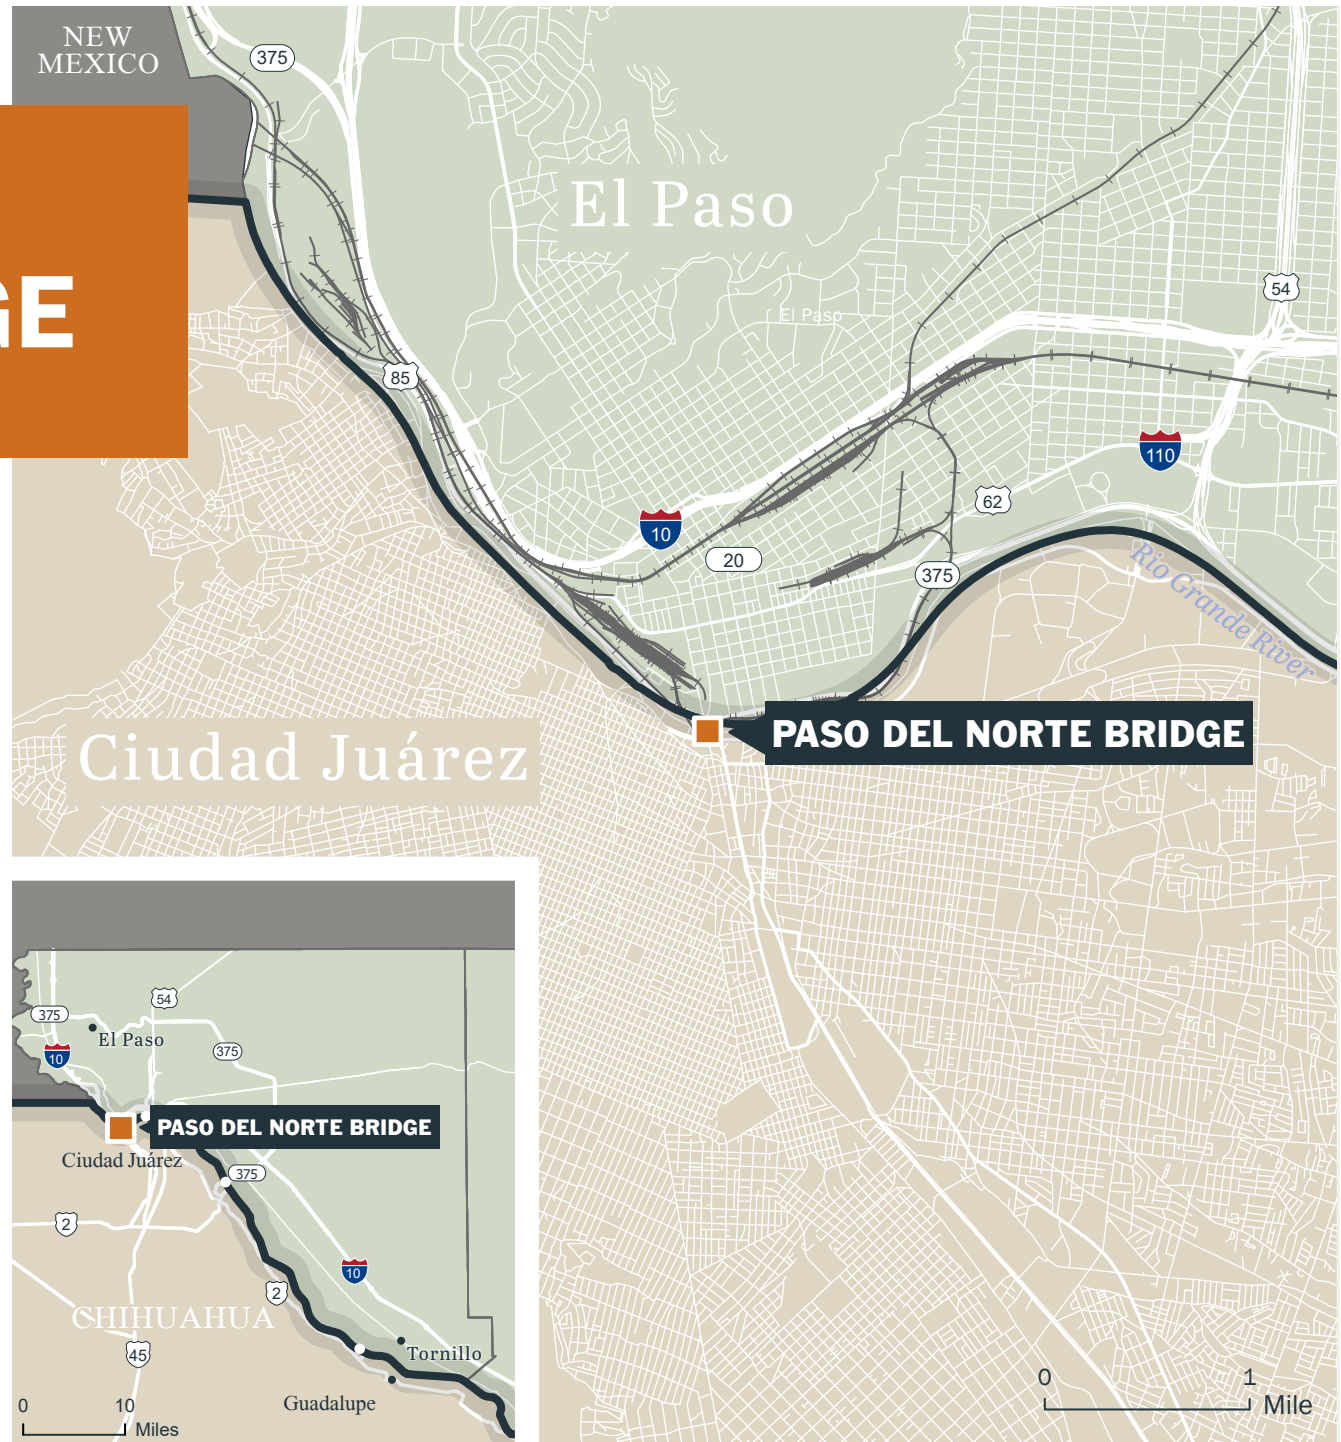 NEW
MEXICO
375
El Paso
GE
54
El Paso
85
110
62
10
20
375
Rio Grande River
PASO DEL NORTE BRIDGE
Ciudad Juárez
54
375
El Paso
375
10
PASO DEL NORTE BRIDGE
Ciudad Juárez
375
2
10
2
CHIHUAHUA
45
Tornillo
Guadalupe
0 10
Miles
0 1
Mile